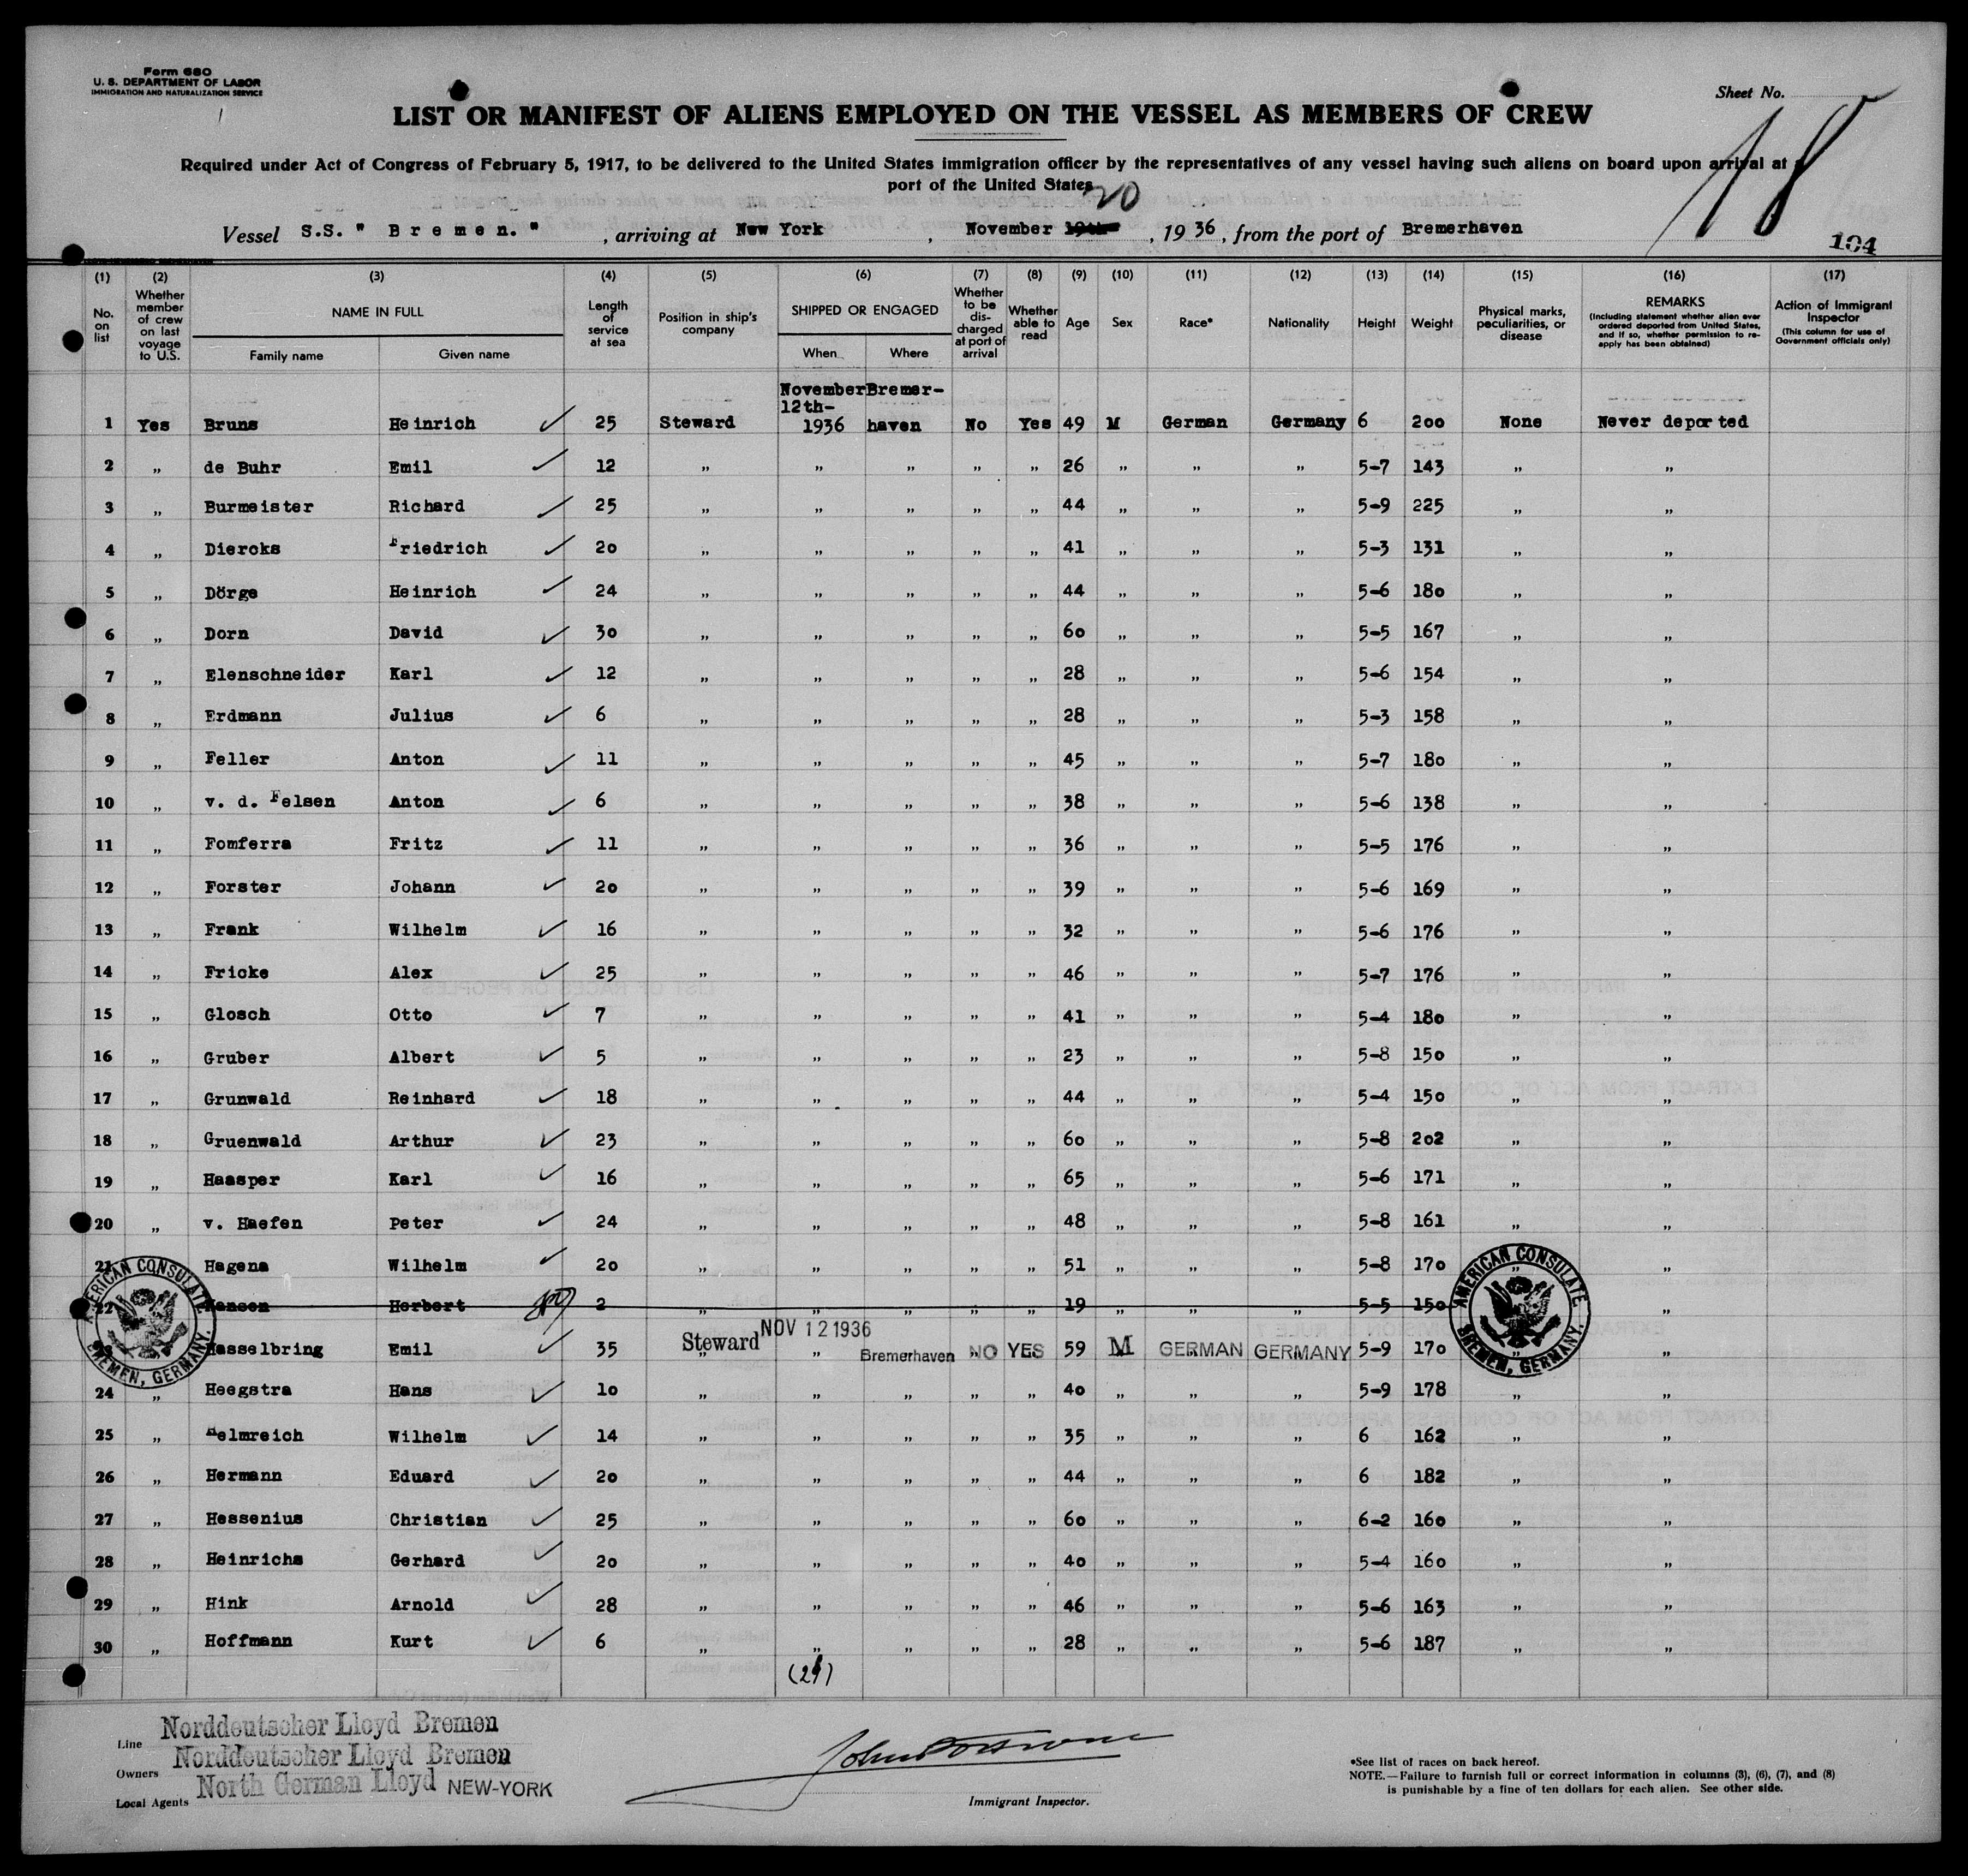 Form 680
U. S. DEPARTMENT OF LABOR
IMMIGRATION AND NATURALIZATION SERVICE
Sheet No.
18
LIST OR MANIFEST OF ALIENS EMPLOYED ON THE VESSEL AS MEMBERS OF CREW
Required under Act of Congress of February 5, 1917, to be delivered to the United States immigration officer by the representatives of any vessel having such aliens on board upon arrival at a
port of the United States
20
Vessel S.S. " Bremen. " , arriving at New York , November 19th , 19 36 , from the port of Bremerhaven
104
(1) (2) (3) (4) (5) (6) (7) (8) (9) (10) (11) (12) (13) (14) (15) (16) (17)
No. on list
Whether member of crew on last voyage to U.S.
NAME IN FULL
Family name Given name
Length of service at sea
Position in ship's company
SHIPPED OR ENGAGED
When Where
Whether to be discharged at port of arrival
Whether able to read
Age Sex Race* Nationality Height Weight
Physical marks, peculiarities, or disease
REMARKS
(Including statement whether alien ever ordered deported from United States, and if so, whether permission to re-apply has been obtained)
Action of Immigrant Inspector
(This column for use of Government officials only)
November Bremer-
12th-
1 Yes Bruns Heinrich ✓ 25 Steward 1936 haven No Yes 49 M German Germany 6 200 None Never deported
2 " de Buhr Emil ✓ 12 " " " " " 26 " " " 5-7 143 " "
3 " Burmeister Richard ✓ 25 " " " " " 44 " " " 5-9 225 " "
4 " Diercks Friedrich ✓ 20 " " " " " 41 " " " 5-3 131 " "
5 " Dörge Heinrich ✓ 24 " " " " " 44 " " " 5-6 180 " "
6 " Dorn David ✓ 30 " " " " " 60 " " " 5-5 167 " "
7 " Elenschneider Karl ✓ 12 " " " " " 28 " " " 5-6 154 " "
8 " Erdmann Julius ✓ 6 " " " " " 28 " " " 5-3 158 " "
9 " Feller Anton ✓ 11 " " " " " 45 " " " 5-7 180 " "
10 " v. d. Felsen Anton ✓ 6 " " " " " 38 " " " 5-6 138 " "
11 " Fomferra Fritz ✓ 11 " " " " " 36 " " " 5-5 176 " "
12 " Forster Johann ✓ 20 " " " " " 39 " " " 5-6 169 " "
13 " Frank Wilhelm ✓ 16 " " " " " 32 " " " 5-6 176 " "
14 " Fricke Alex ✓ 25 " " " " " 46 " " " 5-7 176 " "
15 " Glosch Otto ✓ 7 " " " " " 41 " " " 5-4 180 " "
16 " Gruber Albert ✓ 5 " " " " " 23 " " " 5-8 150 " "
17 " Grunwald Reinhard ✓ 18 " " " " " 44 " " " 5-4 150 " "
18 " Gruenwald Arthur ✓ 23 " " " " " 60 " " " 5-8 202 " "
19 " Haasper Karl ✓ 16 " " " " " 65 " " " 5-6 171 " "
20 " v. Haefen Peter ✓ 24 " " " " " 48 " " " 5-8 161 " "
21 " Hagena Wilhelm ✓ 20 " " " " " 51 " " " 5-8 170 " "
22 Hansen Herbert 2 " " " " " 19 " " " 5-5 150 "
23 Hasselbring Emil ✓ 35 Steward NOV 12 1936 Bremerhaven NO YES 59 M GERMAN GERMANY 5-9 170 " "
24 " Heegstra Hans ✓ 10 " " " " " 40 " " " 5-9 178 " "
25 " Helmreich Wilhelm ✓ 14 " " " " " 35 " " " 6 162 " "
26 " Hermann Eduard ✓ 20 " " " " " 44 " " " 6 182 " "
27 " Hessenius Christian ✓ 25 " " " " " 60 " " " 6-2 160 " "
28 " Heinrichs Gerhard ✓ 20 " " " " " 40 " " " 5-4 160 " "
29 " Hink Arnold ✓ 28 " " " " " 46 " " " 5-6 163 " "
30 " Hoffmann Kurt ✓ 6 " " " " " 28 " " " 5-6 187 " "
AMERICAN CONSULATE
BREMEN, GERMANY.
AMERICAN CONSULATE
BREMEN, GERMANY.
Line Norddeutscher Lloyd Bremen
Owners Norddeutscher Lloyd Bremen
Local Agents North German Lloyd NEW-YORK
Immigrant Inspector.
*See list of races on back hereof.
NOTE.—Failure to furnish full or correct information in columns (3), (6), (7), and (8)
is punishable by a fine of ten dollars for each alien. See other side.